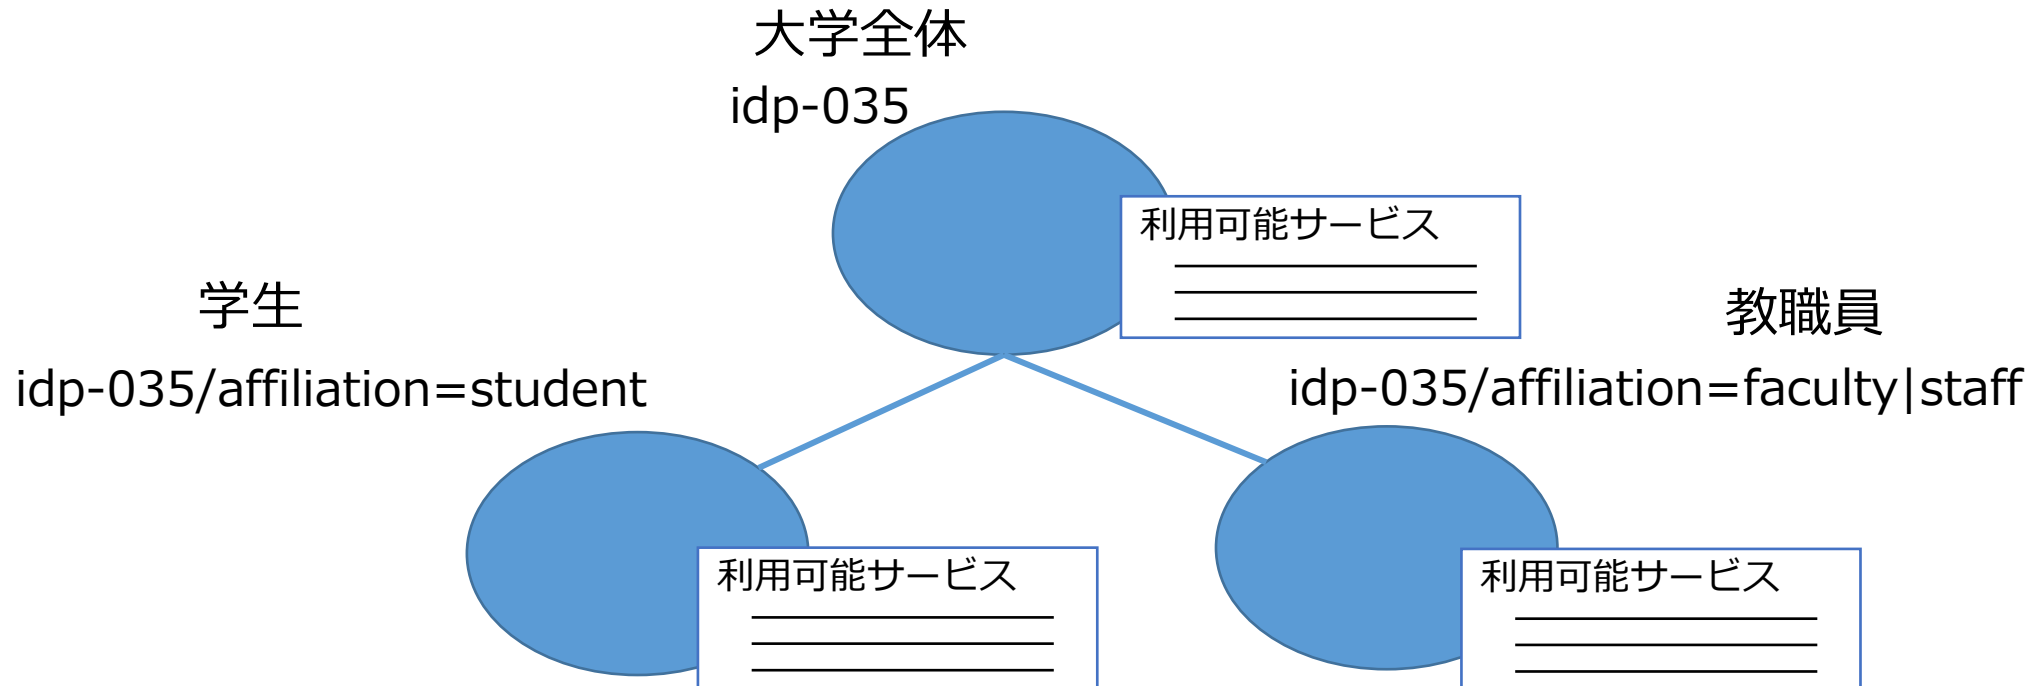 大学全体
idp-035
利用可能サービス
学生
idp-035/affiliation=student
教職員
idp-035/affiliation=faculty|staff
利用可能サービス
利用可能サービス